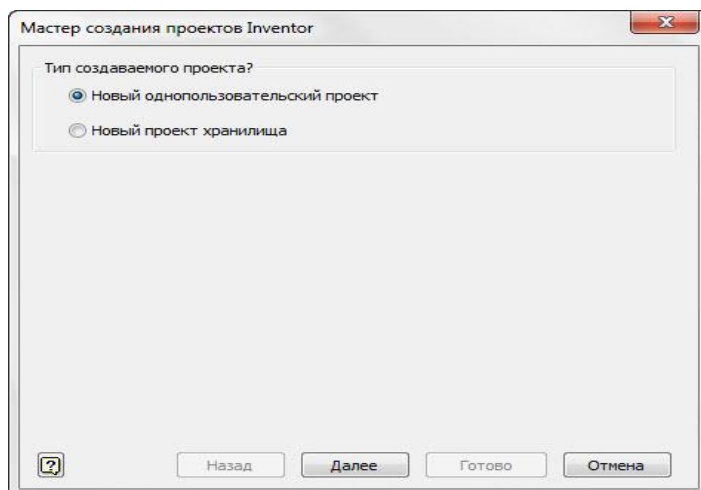 Мастер создания проектов Inventor
Тип создаваемого проекта?
Новый однопользовательский проект
Новый проект хранилища
Назад
Далее
Готово
Отмена